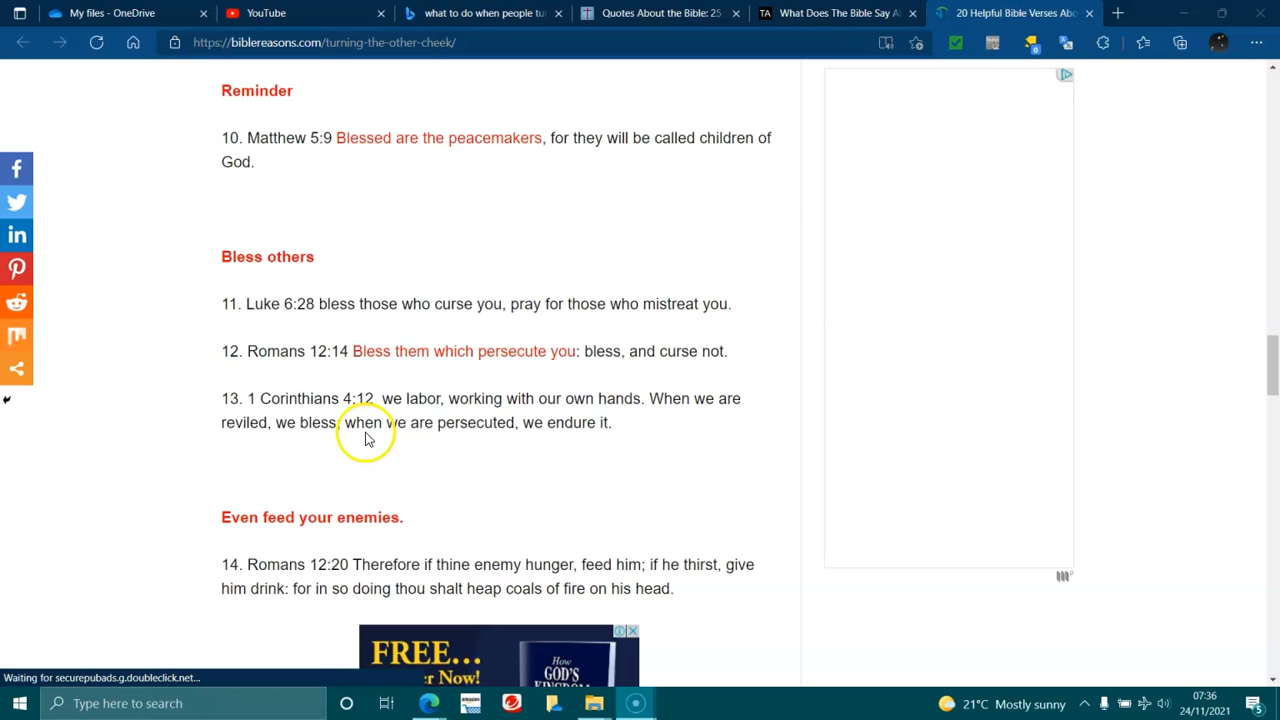 My files - OneDrive
YouTube
what to do when people tu
Quotes About the Bible: 25
TA What Does The Bible Say A
20 Helpful Bible Verses Abo
https://biblereasons.com/turning-the-other-cheek/
0
Reminder
10. Matthew 5:9 Blessed are the peacemakers, for they will be called children of
God.
Bless others
11. Luke 6:28 bless those who curse you, pray for those who mistreat you.
12. Romans 12:14 Bless them which persecute you: bless, and curse not.
13. 1 Corinthians 4:12 we labor, working with our own hands. When we are
reviled, we bless; when we are persecuted, we endure it.
Even feed your enemies.
14. Romans 12:20 Therefore if thine enemy hunger, feed him; if he thirst, give
him drink: for in so doing thou shalt heap coals of fire on his head.
FREE...
r Now!
How
GOD'S
Waiting for securepubads.g.doubleclick.net...
Type here to search
amazon
21°C Mostly sunny
07:36
24/11/2021
5